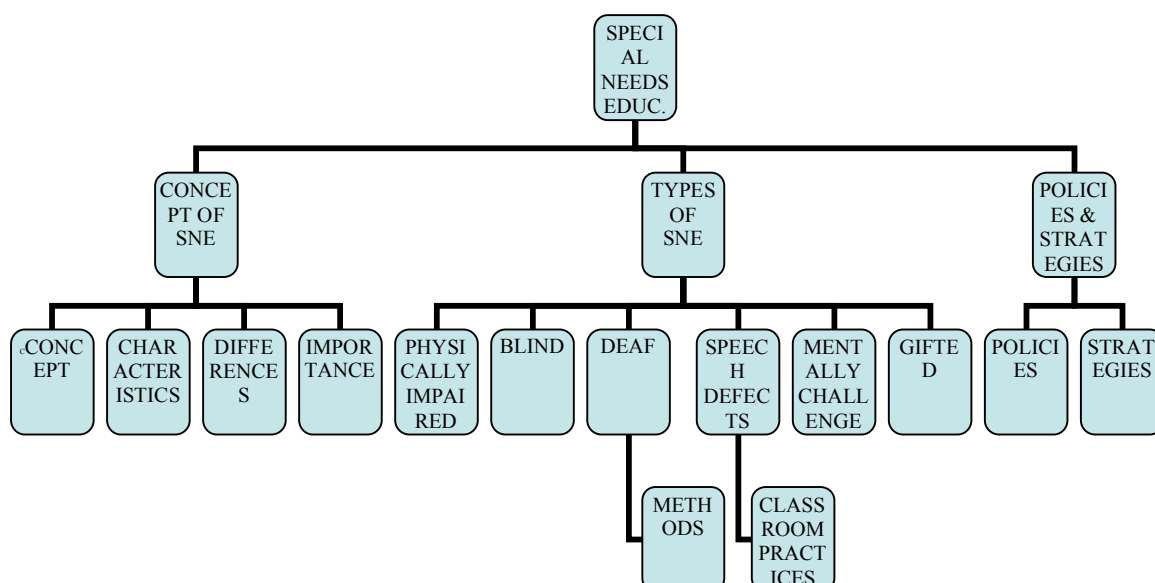 SPECI
AL
NEEDS
EDUC.
CONCE
PT OF
SNE
TYPES
OF
SNE
POLICI
ES &
STRAT
EGIES
cCONC
EPT
CHAR
ACTER
ISTICS
DIFFE
RENCE
S
IMPOR
TANCE
PHYSI
CALLY
IMPAI
RED
BLIND
DEAF
SPEEC
H
DEFEC
TS
MENT
ALLY
CHALL
ENGE
GIFTE
D
POLICI
ES
STRAT
EGIES
METH
ODS
CLASS
ROOM
PRACT
ICES